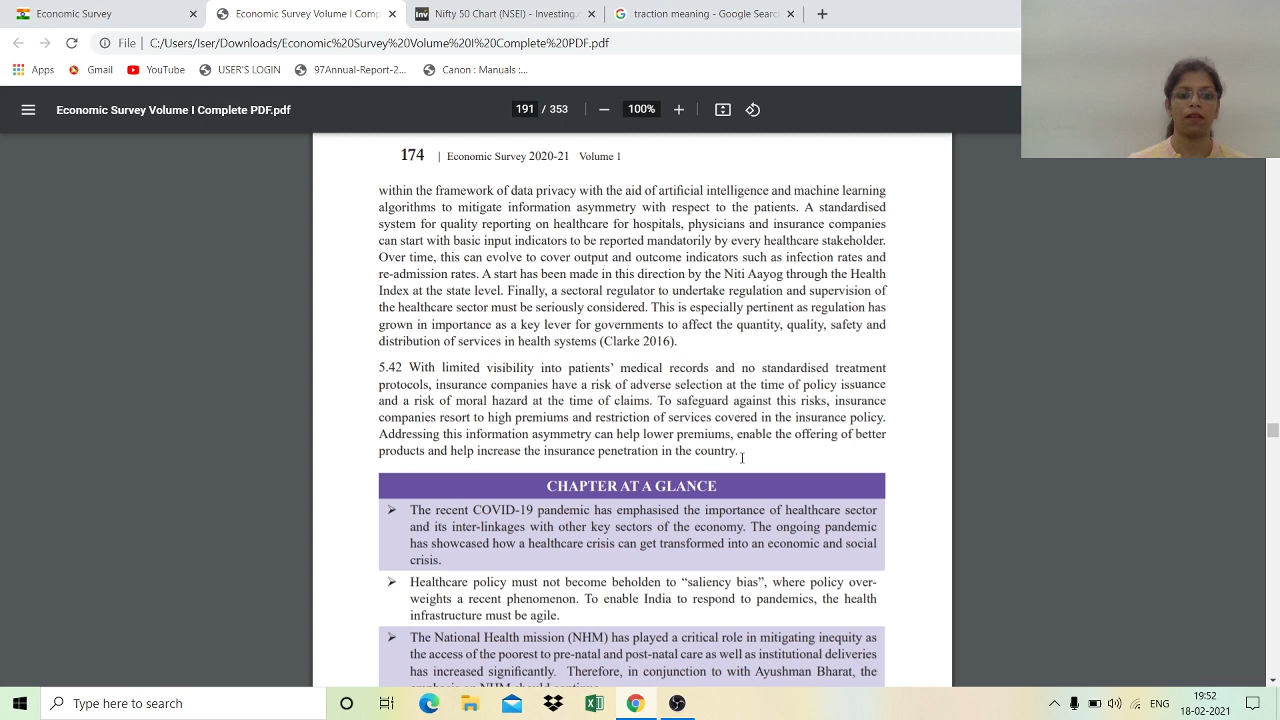 Economic Survey
Economic Survey Volume I Comp
Nifty 50 Chart (NSEI) - Investing.c
traction meaning - Google Search
File | C:/Users/Iser/Downloads/Economic%20Survey%20Volume%20I%20Complete%20PDF.pdf
Apps Gmail YouTube USER'S LOGIN 97Annual-Report-2... Canon : Manuals :...
Economic Survey Volume I Complete PDF.pdf 191 / 353 100%
174 | Economic Survey 2020-21 Volume 1
within the framework of data privacy with the aid of artificial intelligence and machine learning
algorithms to mitigate information asymmetry with respect to the patients. A standardised
system for quality reporting on healthcare for hospitals, physicians and insurance companies
can start with basic input indicators to be reported mandatorily by every healthcare stakeholder.
Over time, this can evolve to cover output and outcome indicators such as infection rates and
re-admission rates. A start has been made in this direction by the Niti Aayog through the Health
Index at the state level. Finally, a sectoral regulator to undertake regulation and supervision of
the healthcare sector must be seriously considered. This is especially pertinent as regulation has
grown in importance as a key lever for governments to affect the quantity, quality, safety and
distribution of services in health systems (Clarke 2016).
5.42 With limited visibility into patients' medical records and no standardised treatment
protocols, insurance companies have a risk of adverse selection at the time of policy issuance
and a risk of moral hazard at the time of claims. To safeguard against this risks, insurance
companies resort to high premiums and restriction of services covered in the insurance policy.
Addressing this information asymmetry can help lower premiums, enable the offering of better
products and help increase the insurance penetration in the country.
CHAPTER AT A GLANCE
The recent COVID-19 pandemic has emphasised the importance of healthcare sector
and its inter-linkages with other key sectors of the economy. The ongoing pandemic
has showcased how a healthcare crisis can get transformed into an economic and social
crisis.
Healthcare policy must not become beholden to "saliency bias", where policy over-
weights a recent phenomenon. To enable India to respond to pandemics, the health
infrastructure must be agile.
The National Health mission (NHM) has played a critical role in mitigating inequity as
the access of the poorest to pre-natal and post-natal care as well as institutional deliveries
has increased significantly. Therefore, in conjunction to with Ayushman Bharat, the
Type here to search
ENG
19:52
18-02-2021